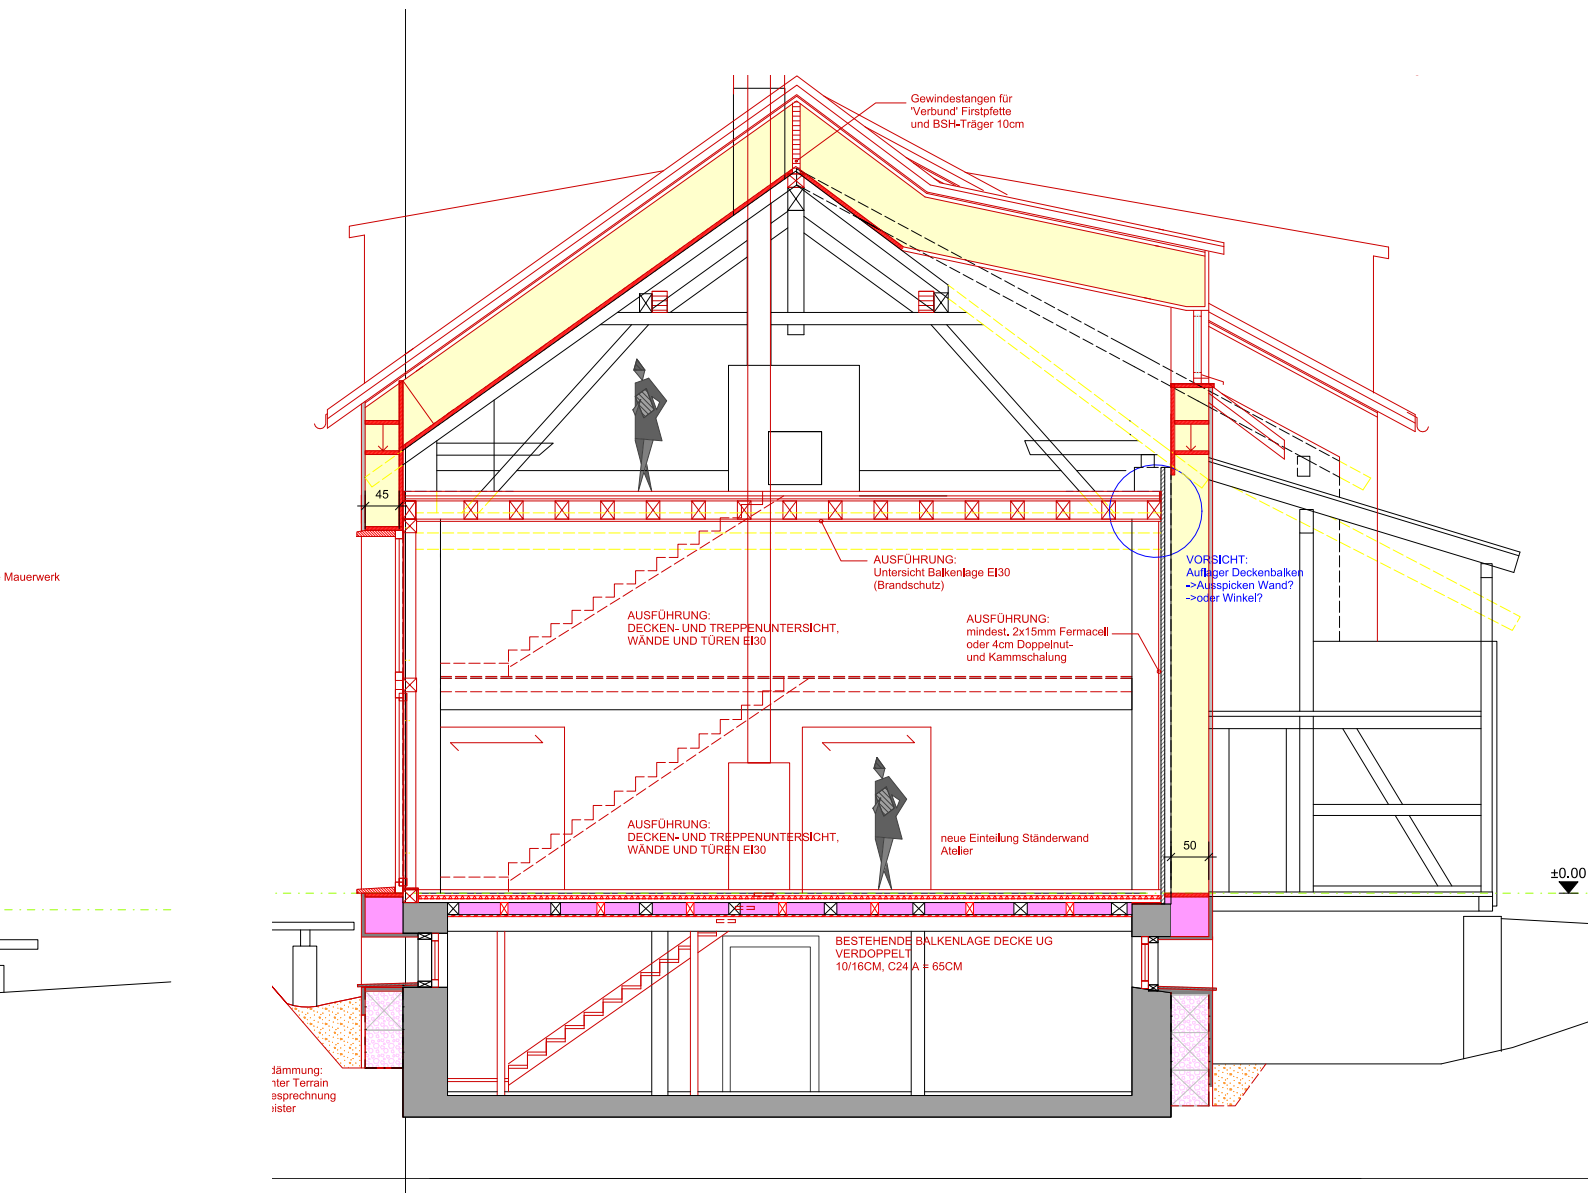 Gewindestangen für
'Verbund' Firstpfette
und BSH-Träger 10cm
45
Mauerwerk
AUSFÜHRUNG:
Untersicht Balkenlage EI30
(Brandschutz)
VORSICHT:
Auflager Deckenbalken
->Ausspicken Wand?
->oder Winkel?
AUSFÜHRUNG:
DECKEN- UND TREPPENUNTERSICHT,
WÄNDE UND TÜREN EI30
AUSFÜHRUNG:
mindest. 2x15mm Fermacell
oder 4cm Doppelnut-
und Kammschalung
AUSFÜHRUNG:
DECKEN- UND TREPPENUNTERSICHT,
WÄNDE UND TÜREN EI30
neue Einteilung Ständerwand
Atelier
50
±0.00
BESTEHENDE BALKENLAGE DECKE UG
VERDOPPELT
10/16CM, C24 A = 65CM
dämmung:
nter Terrain
esprechnung
eister